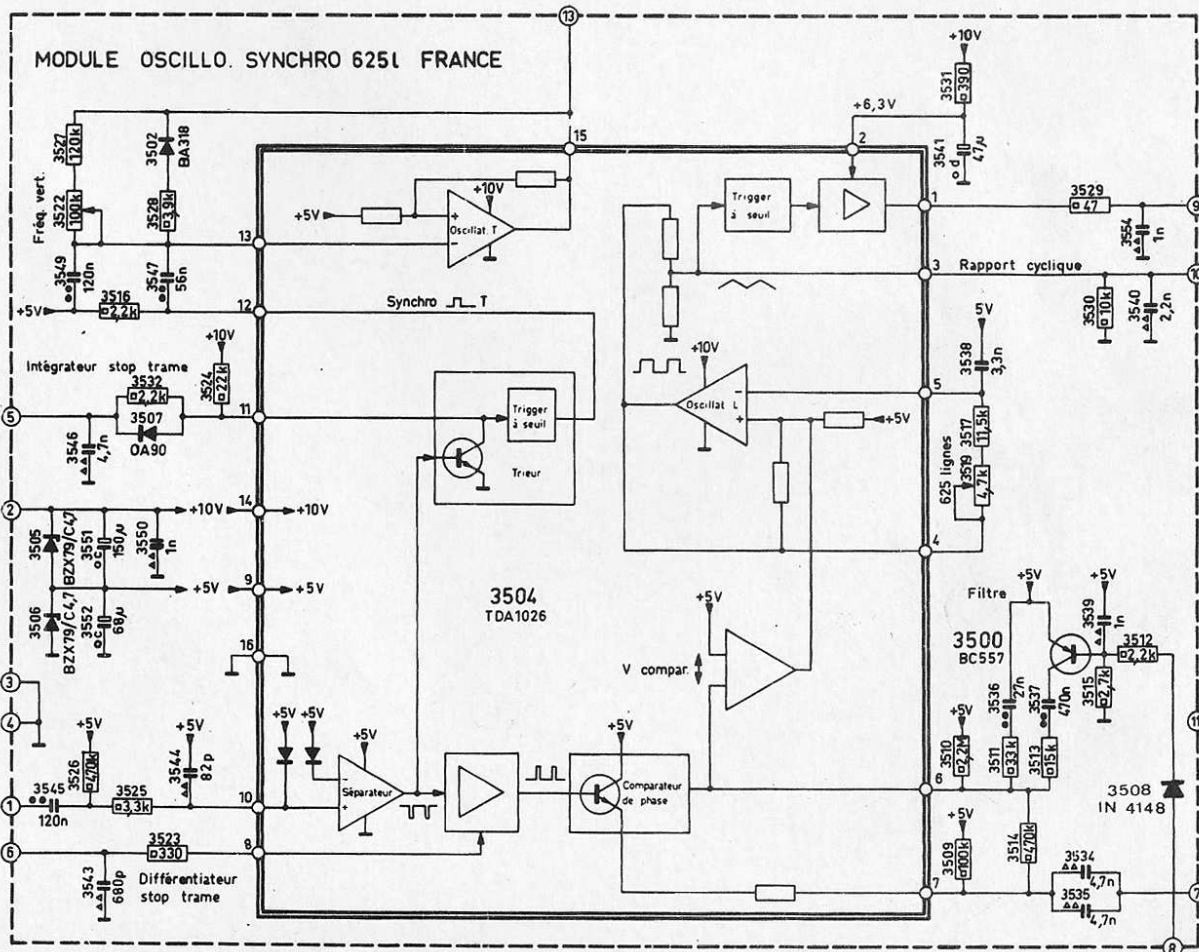 13
MODULE OSCILLO. SYNCHRO 625l FRANCE
3527
120k
3502
BA318
Fréq. vert.
3522
100k
3528
3,9k
3549
120n
3547
56n
+5V
3516
2,2k
13
12
15
+10V
+5V
+
−
Oscillat. T
Synchro T
Intégrateur stop trame
+10V
3524
22k
3532
2,2k
3507
OA90
5
11
3546
4,7n
Trigger
à seuil
Trieur
2
14
+10V
+10V
3505
BZX79/C4,7
3551
150µ
3550
1n
9
+5V
+5V
3506
BZX79/C4,7
3552
68µ
16
3
4
3504
TDA1026
+5V
3526
470k
+5V
3544
82p
1
3545
120n
3525
3,3k
10
+5V
+5V
+5V
−
+
Séparateur
6
3523
330
8
3543
680p
Différentiateur
stop trame
+5V
Comparateur
de phase
V compar.
+5V
+10V
3531
390
+6,3V
3541
47µ
2
Trigger
à seuil
1
3529
47
9
3554
1n
3
Rapport cyclique
10
3530
10k
3540
2,2n
+10V
−
+
Oscillat L
+5V
5V
3538
3,3n
5
3517
11,5k
625 lignes
3519
4,7k
4
Filtre
+5V
+5V
3539
1n
3500
BC557
3512
2,2k
3515
2,7k
3536
27n
3537
470n
+5V
3510
2,2M
3511
33k
3513
15k
11
6
3508
IN 4148
+5V
3509
100k
3514
470k
3534
4,7n
3535
4,7n
7
7
8